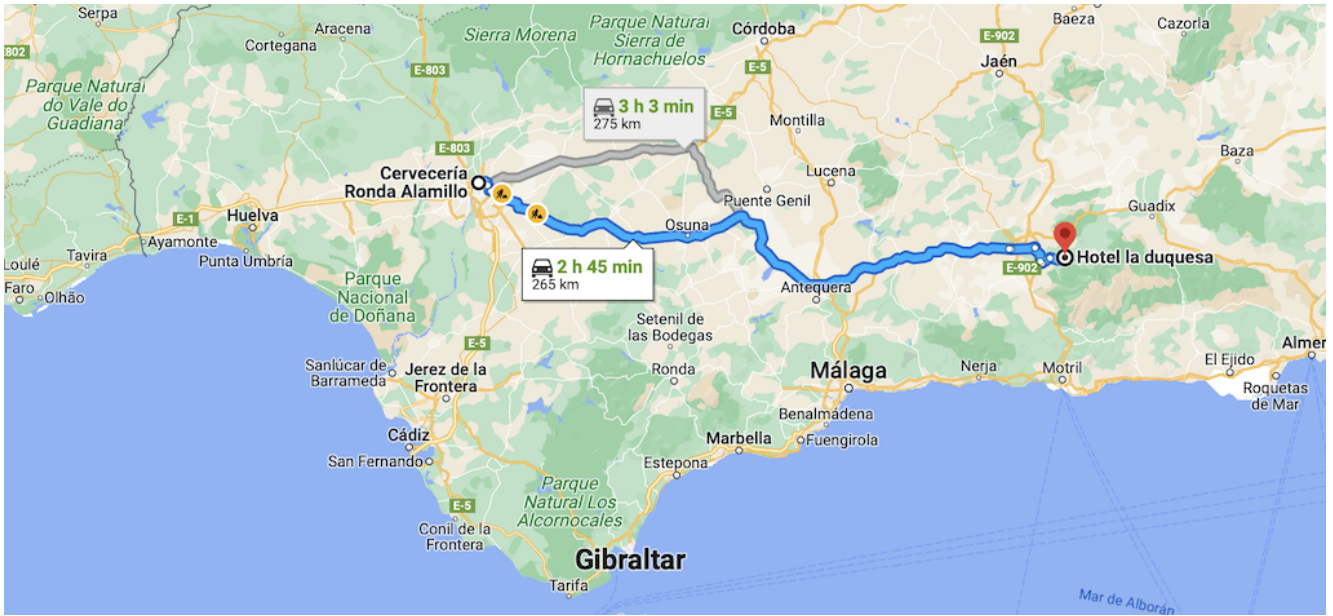 Serpa
Aracena
Cortegana
Sierra Morena
Parque Natural
Sierra de
Hornachuelos
Córdoba
E-902
Baeza
Cazorla
E-802
E-803
E-5
Jaén
Parque Natural
do Vale do
Guadiana
3 h 3 min
275 km
E-5
Montilla
E-803
Baza
Cervecería
Ronda Alamillo
Lucena
Puente Genil
E-1
Huelva
Osuna
Guadix
Ayamonte
Loulé
Tavira
Punta Umbría
Hotel la duquesa
E-902
2 h 45 min
265 km
Faro
Olhão
Parque
Nacional
de Doñana
Antequera
Setenil de
las Bodegas
E-5
Almer
Sanlúcar de
Barrameda
Jerez de la
Frontera
Ronda
Málaga
Nerja
Motril
El Ejido
Roquetas
de Mar
Benalmádena
Cádiz
Marbella
Fuengirola
San Fernando
Estepona
Parque
Natural Los
Alcornocales
E-5
Conil de la
Frontera
Gibraltar
Tarifa
Mar de Alborán